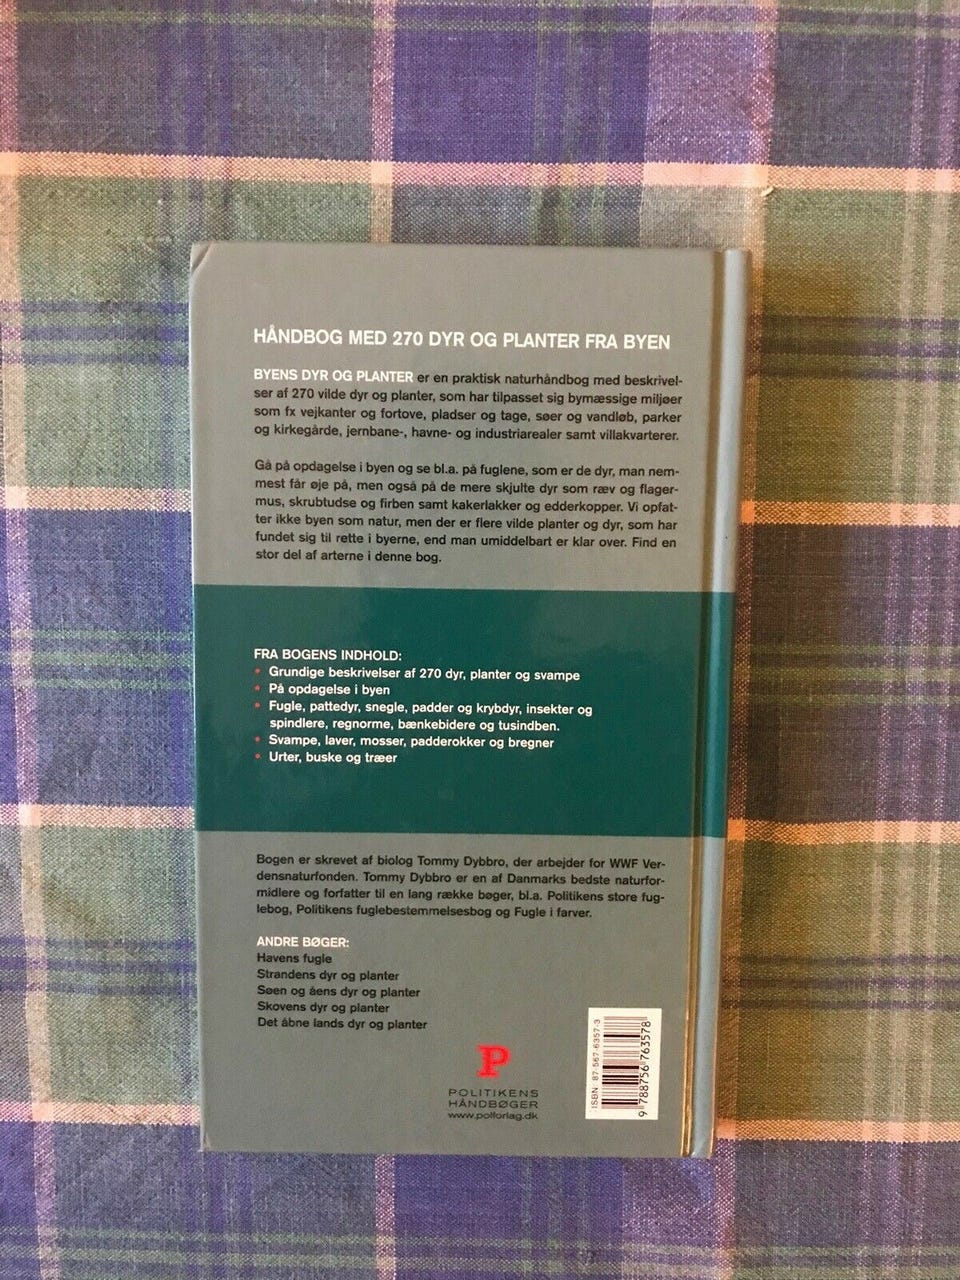 HÅNDBOG MED 270 DYR OG PLANTER FRA BYEN
BYENS DYR OG PLANTER er en praktisk naturhåndbog med beskrivel-
ser af 270 vilde dyr og planter, som har tilpasset sig bymæssige miljøer
som fx vejkanter og fortove, pladser og tage, søer og vandløb, parker
og kirkegårde, jernbane-, havne- og industriarealer samt villakvarterer.
Gå på opdagelse i byen og se bl.a. på fuglene, som er de dyr, man nem-
mest får øje på, men også på de mere skjulte dyr som ræv og flager-
mus, skrubtudse og firben samt kakerlakker og edderkopper. Vi opfat-
ter ikke byen som natur, men der er flere vilde planter og dyr, som har
fundet sig til rette i byerne, end man umiddelbart er klar over. Find en
stor del af arterne i denne bog.
FRA BOGENS INDHOLD:
• Grundige beskrivelser af 270 dyr, planter og svampe
• På opdagelse i byen
• Fugle, pattedyr, snegle, padder og krybdyr, insekter og
spindlere, regnorme, bænkebidere og tusindben.
• Svampe, laver, mosser, padderokker og bregner
• Urter, buske og træer
Bogen er skrevet af biolog Tommy Dybbro, der arbejder for WWF Ver-
densnaturfonden. Tommy Dybbro er en af Danmarks bedste naturfor-
midlere og forfatter til en lang række bøger, bl.a. Politikens store fug-
lebog, Politikens fuglebestemmelsesbog og Fugle i farver.
ANDRE BØGER:
Havens fugle
Strandens dyr og planter
Søen og åens dyr og planter
Skovens dyr og planter
Det åbne lands dyr og planter
P
POLITIKENS
HÅNDBØGER
www.polforlag.dk
ISBN 87-567-6357-3
9 788756 763578